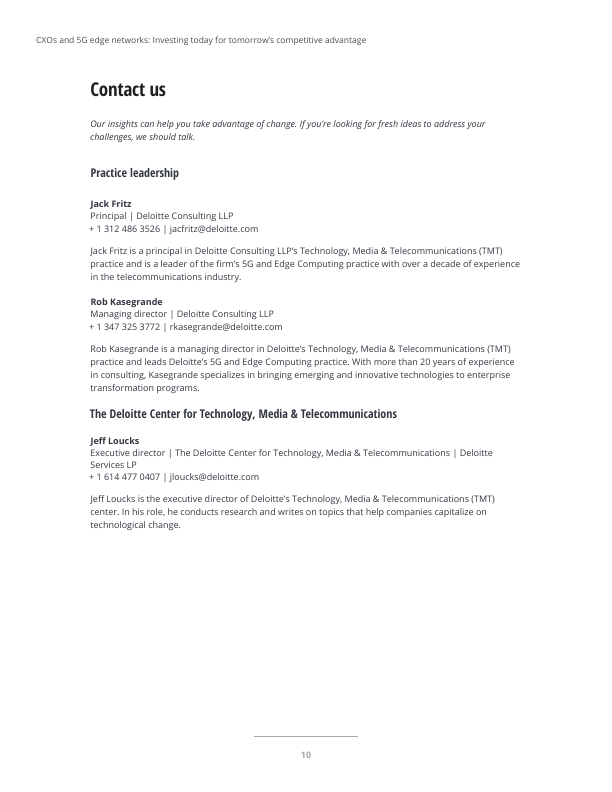 CXOs and 5G edge networks: Investing today for tomorrow's competitive advantage
Contact us
Our insights can help you take advantage of change. If you're looking for fresh ideas to address your
challenges, we should talk.
Practice leadership
Jack Fritz
Principal | Deloitte Consulting LLP
+ 1 312 486 3526 | jacfritz@deloitte.com
Jack Fritz is a principal in Deloitte Consulting LLP's Technology, Media & Telecommunications (TMT)
practice and is a leader of the firm's 5G and Edge Computing practice with over a decade of experience
in the telecommunications industry.
Rob Kasegrande
Managing director | Deloitte Consulting LLP
+ 1 347 325 3772 | rkasegrande@deloitte.com
Rob Kasegrande is a managing director in Deloitte's Technology, Media & Telecommunications (TMT)
practice and leads Deloitte's 5G and Edge Computing practice. With more than 20 years of experience
in consulting, Kasegrande specializes in bringing emerging and innovative technologies to enterprise
transformation programs.
The Deloitte Center for Technology, Media & Telecommunications
Jeff Loucks
Executive director | The Deloitte Center for Technology, Media & Telecommunications | Deloitte
Services LP
+ 1 614 477 0407 | jloucks@deloitte.com
Jeff Loucks is the executive director of Deloitte's Technology, Media & Telecommunications (TMT)
center. In his role, he conducts research and writes on topics that help companies capitalize on
technological change.
10